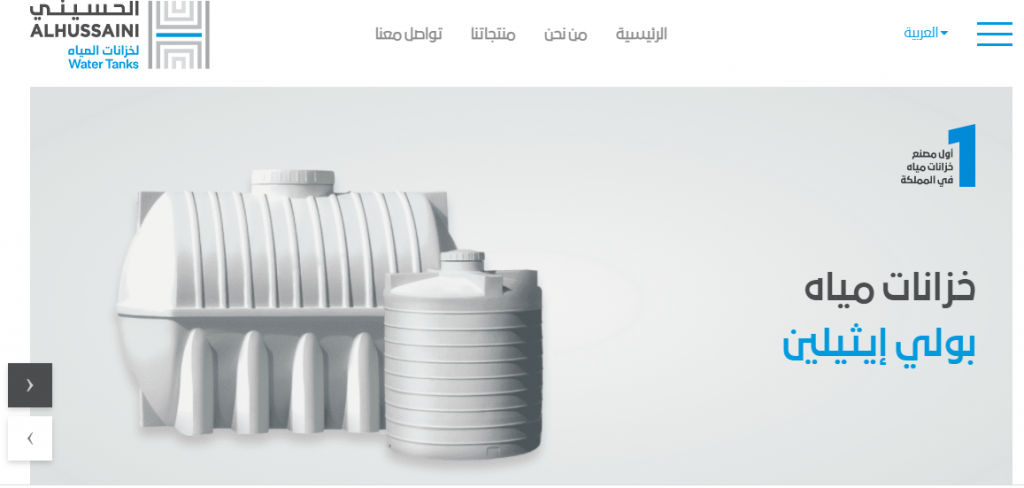 الحسيني
ALHUSSAINI
لخزانات المياه
Water Tanks
الرئيسية
من نحن
منتجاتنا
تواصل معنا
العربية
1
أول مصنع
خزانات مياه
في المملكة
خزانات مياه
بولي إيثيلين